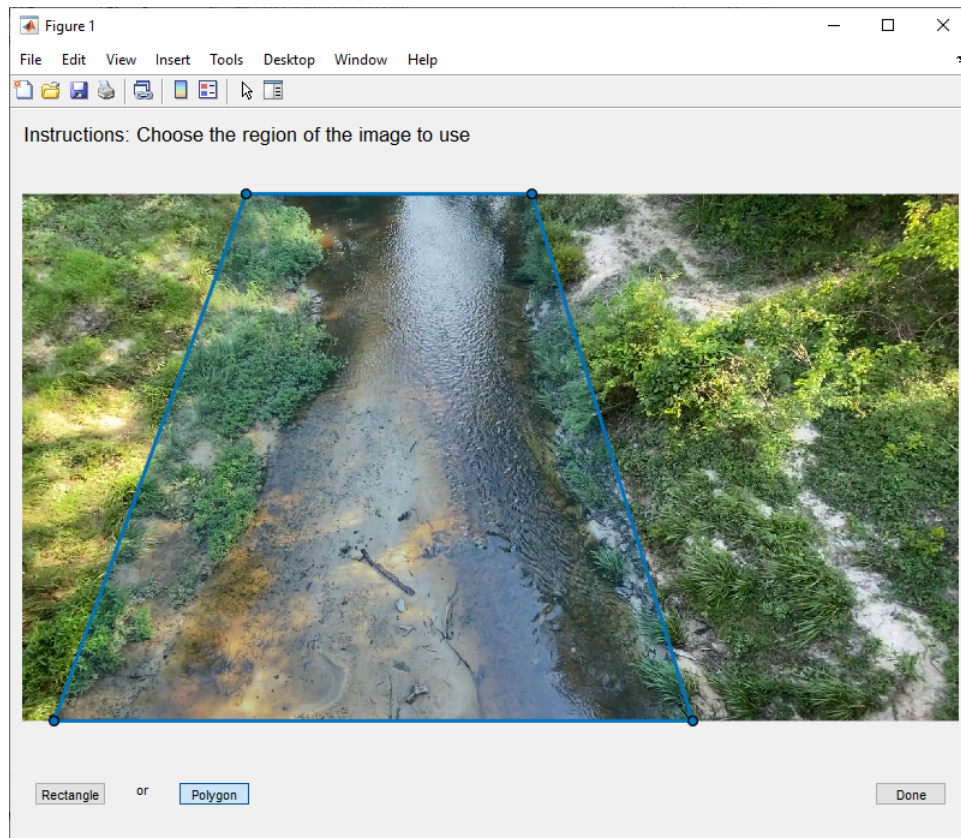 Figure 1
File Edit View Insert Tools Desktop Window Help
Instructions: Choose the region of the image to use
Rectangle or Polygon Done